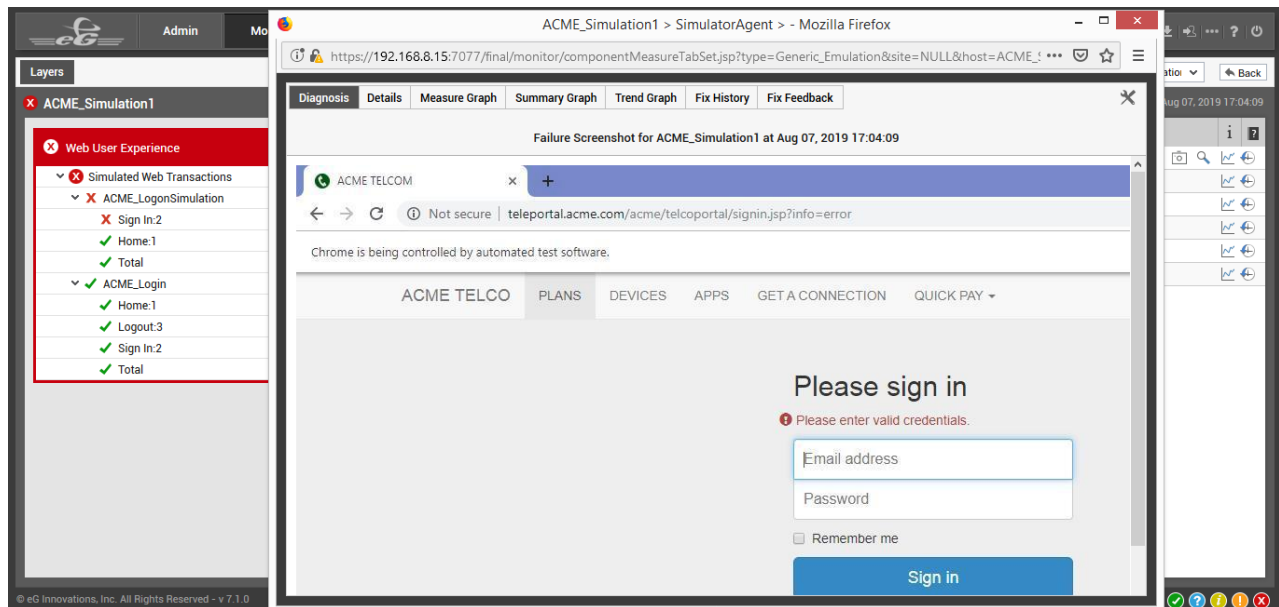 eG
Admin
Mo
Layers
ACME_Simulation1
Web User Experience
Simulated Web Transactions
ACME_LogonSimulation
Sign In:2
Home:1
Total
ACME_Login
Home:1
Logout:3
Sign In:2
Total
© eG Innovations, Inc. All Rights Reserved - v 7.1.0
ACME_Simulation1 > SimulatorAgent > - Mozilla Firefox
https://192.168.8.15:7077/final/monitor/componentMeasureTabSet.jsp?type=Generic_Emulation&site=NULL&host=ACME_
Diagnosis Details Measure Graph Summary Graph Trend Graph Fix History Fix Feedback
Failure Screenshot for ACME_Simulation1 at Aug 07, 2019 17:04:09
ACME TELCOM
Not secure | teleportal.acme.com/acme/telcoportal/signin.jsp?info=error
Chrome is being controlled by automated test software.
ACME TELCO PLANS DEVICES APPS GET A CONNECTION QUICK PAY
Please sign in
Please enter valid credentials.
Email address
Password
Remember me
Sign in
Back
Aug 07, 2019 17:04:09